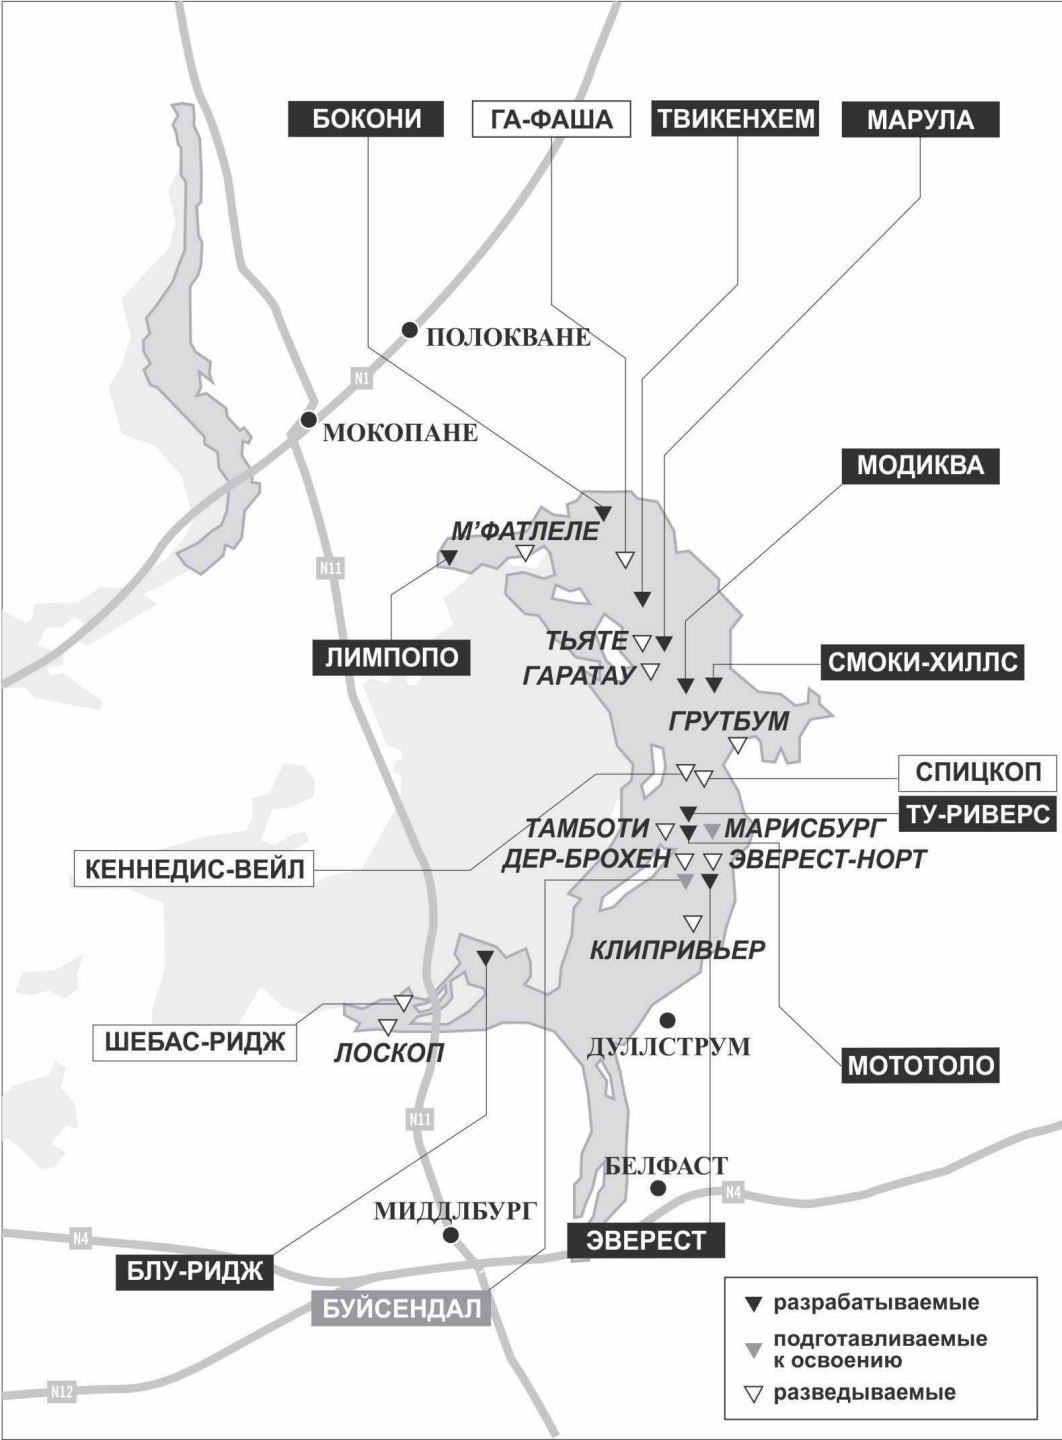 БОКОНИ
ГА-ФАША
ТВИКЕНХЕМ
МАРУЛА
ПОЛОКВАНЕ
N1
МОКОПАНЕ
МОДИКВА
М’ФАТЛЕЛЕ
N11
ТЬЯТЕ
ЛИМПОПО
СМОКИ-ХИЛЛС
ГАРАТАУ
ГРУТБУМ
СПИЦКОП
ТУ-РИВЕРС
ТАМБОТИ
МАРИСБУРГ
ДЕР-БРОХЕН
ЭВЕРЕСТ-НОРТ
КЕННЕДИС-ВЕЙЛ
КЛИПРИВЬЕР
ШЕБАС-РИДЖ
ЛОСКОП
ДУЛЛСТРУМ
МОТОТОЛО
N11
БЕЛФАСТ
N4
МИДДЛБУРГ
N4
ЭВЕРЕСТ
БЛУ-РИДЖ
БУЙСЕНДАЛ
N12
разрабатываемые
подготавливаемые
к освоению
разведываемые